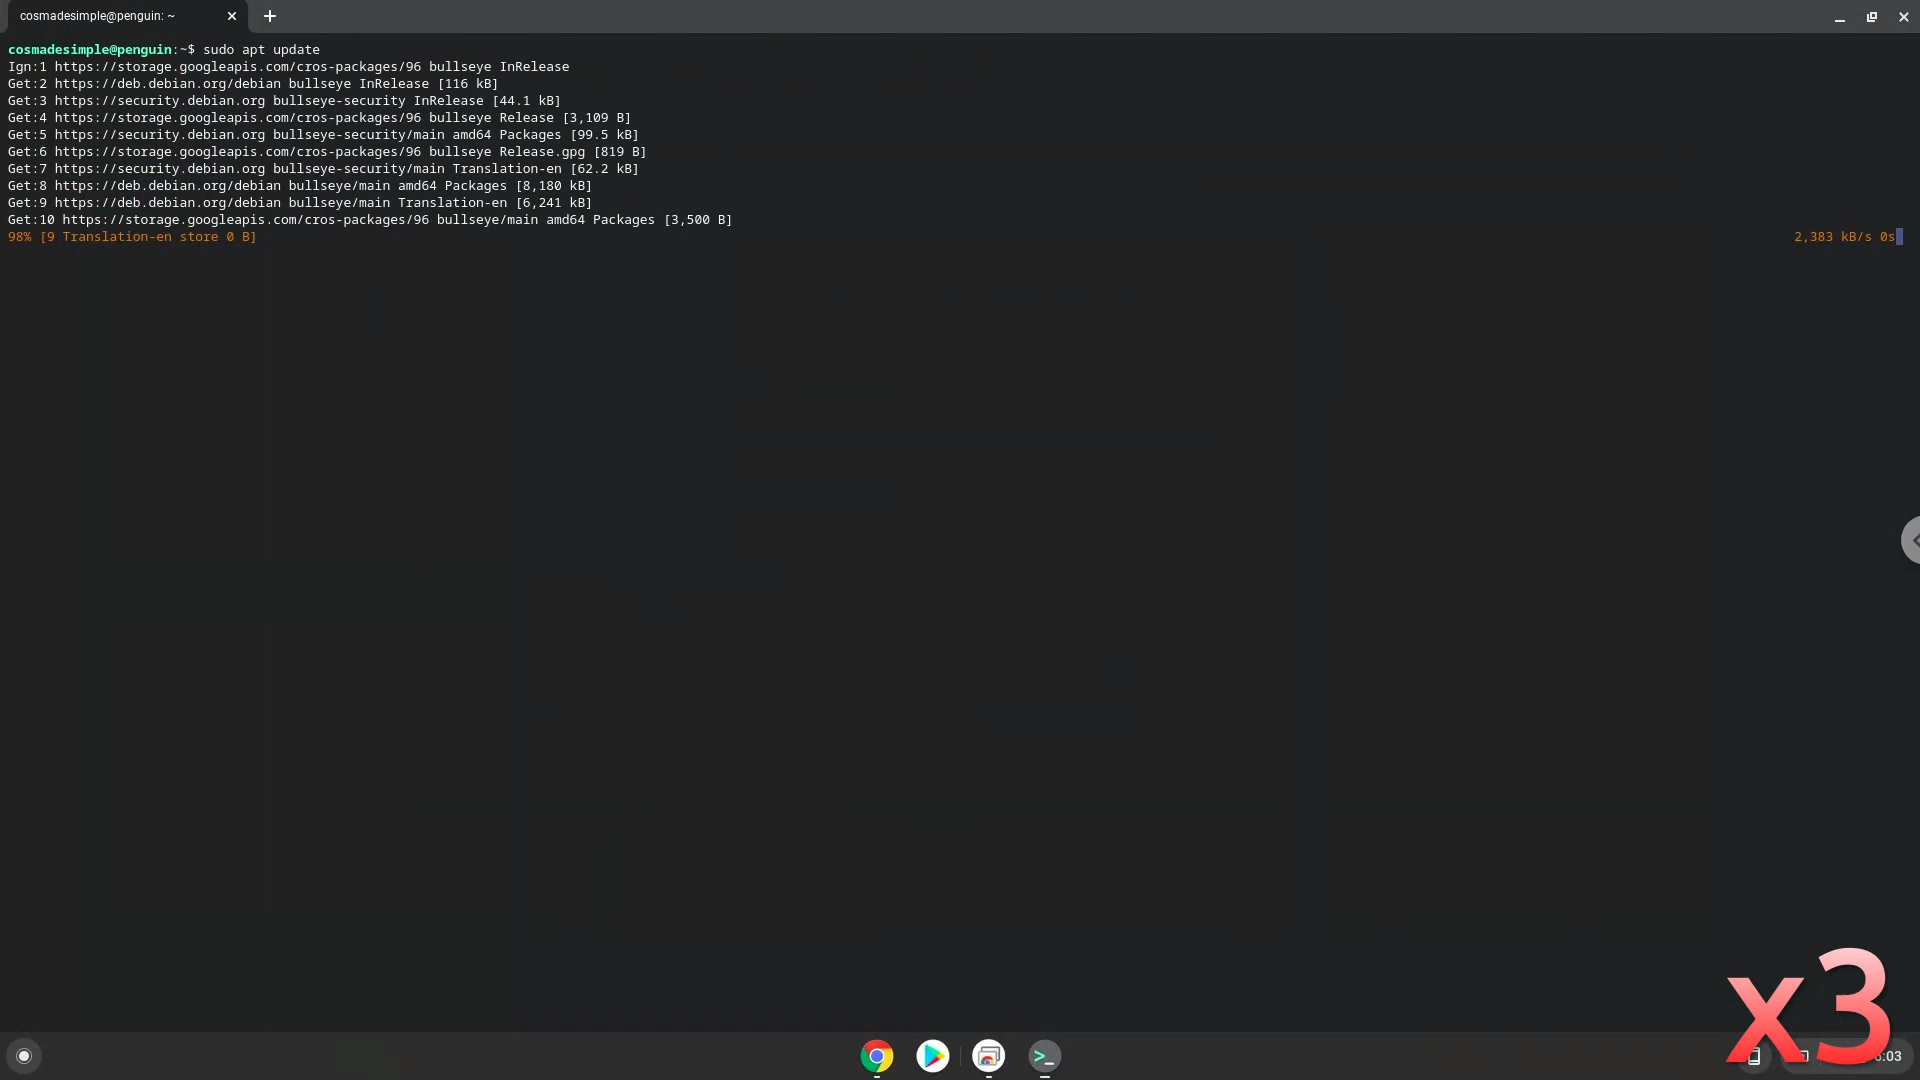 cosmadesimple@penguin: ~
cosmadesimple@penguin:~$ sudo apt update
Ign:1 https://storage.googleapis.com/cros-packages/96 bullseye InRelease
Get:2 https://deb.debian.org/debian bullseye InRelease [116 kB]
Get:3 https://security.debian.org bullseye-security InRelease [44.1 kB]
Get:4 https://storage.googleapis.com/cros-packages/96 bullseye Release [3,109 B]
Get:5 https://security.debian.org bullseye-security/main amd64 Packages [99.5 kB]
Get:6 https://storage.googleapis.com/cros-packages/96 bullseye Release.gpg [819 B]
Get:7 https://security.debian.org bullseye-security/main Translation-en [62.2 kB]
Get:8 https://deb.debian.org/debian bullseye/main amd64 Packages [8,180 kB]
Get:9 https://deb.debian.org/debian bullseye/main Translation-en [6,241 kB]
Get:10 https://storage.googleapis.com/cros-packages/96 bullseye/main amd64 Packages [3,500 B]
98% [9 Translation-en store 0 B] 2,383 kB/s 0s
x3